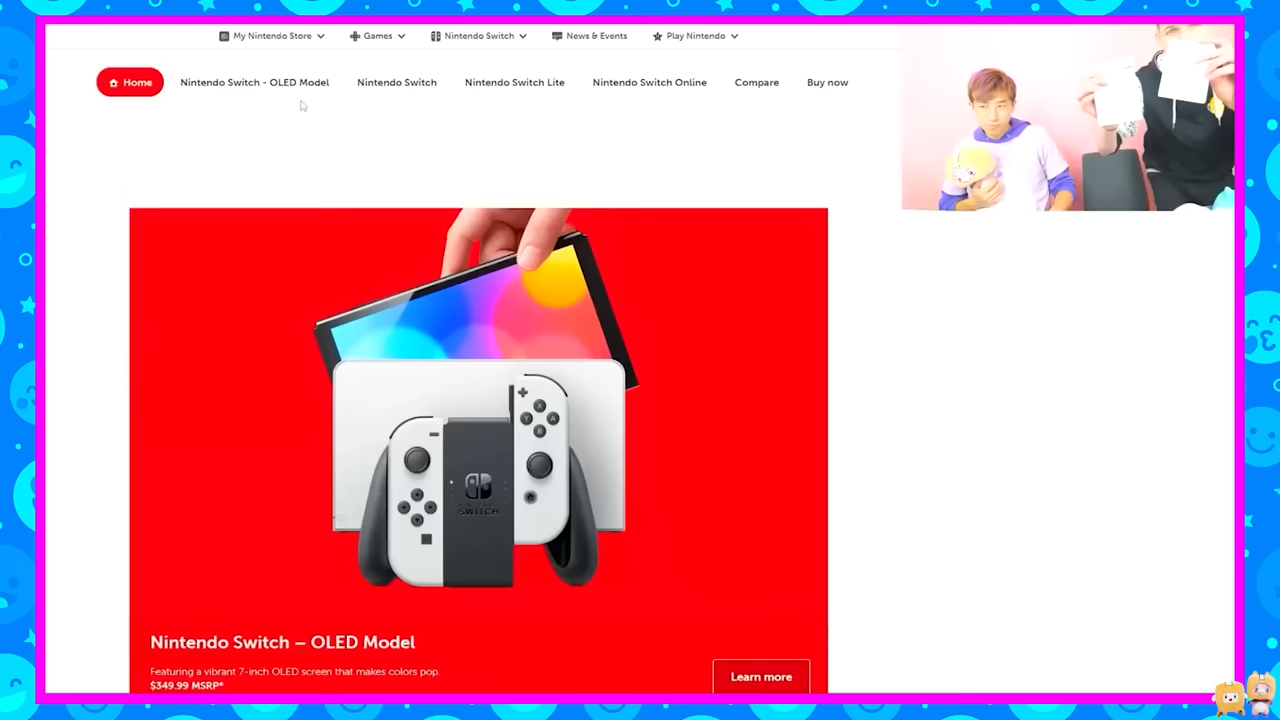 My Nintendo Store
Games
Nintendo Switch
News & Events
Play Nintendo
Home
Nintendo Switch - OLED Model
Nintendo Switch
Nintendo Switch Lite
Nintendo Switch Online
Compare
Buy now
X
Y
A
B
SWITCH
Nintendo Switch – OLED Model
Featuring a vibrant 7-inch OLED screen that makes colors pop.
$349.99 MSRP*
Learn more